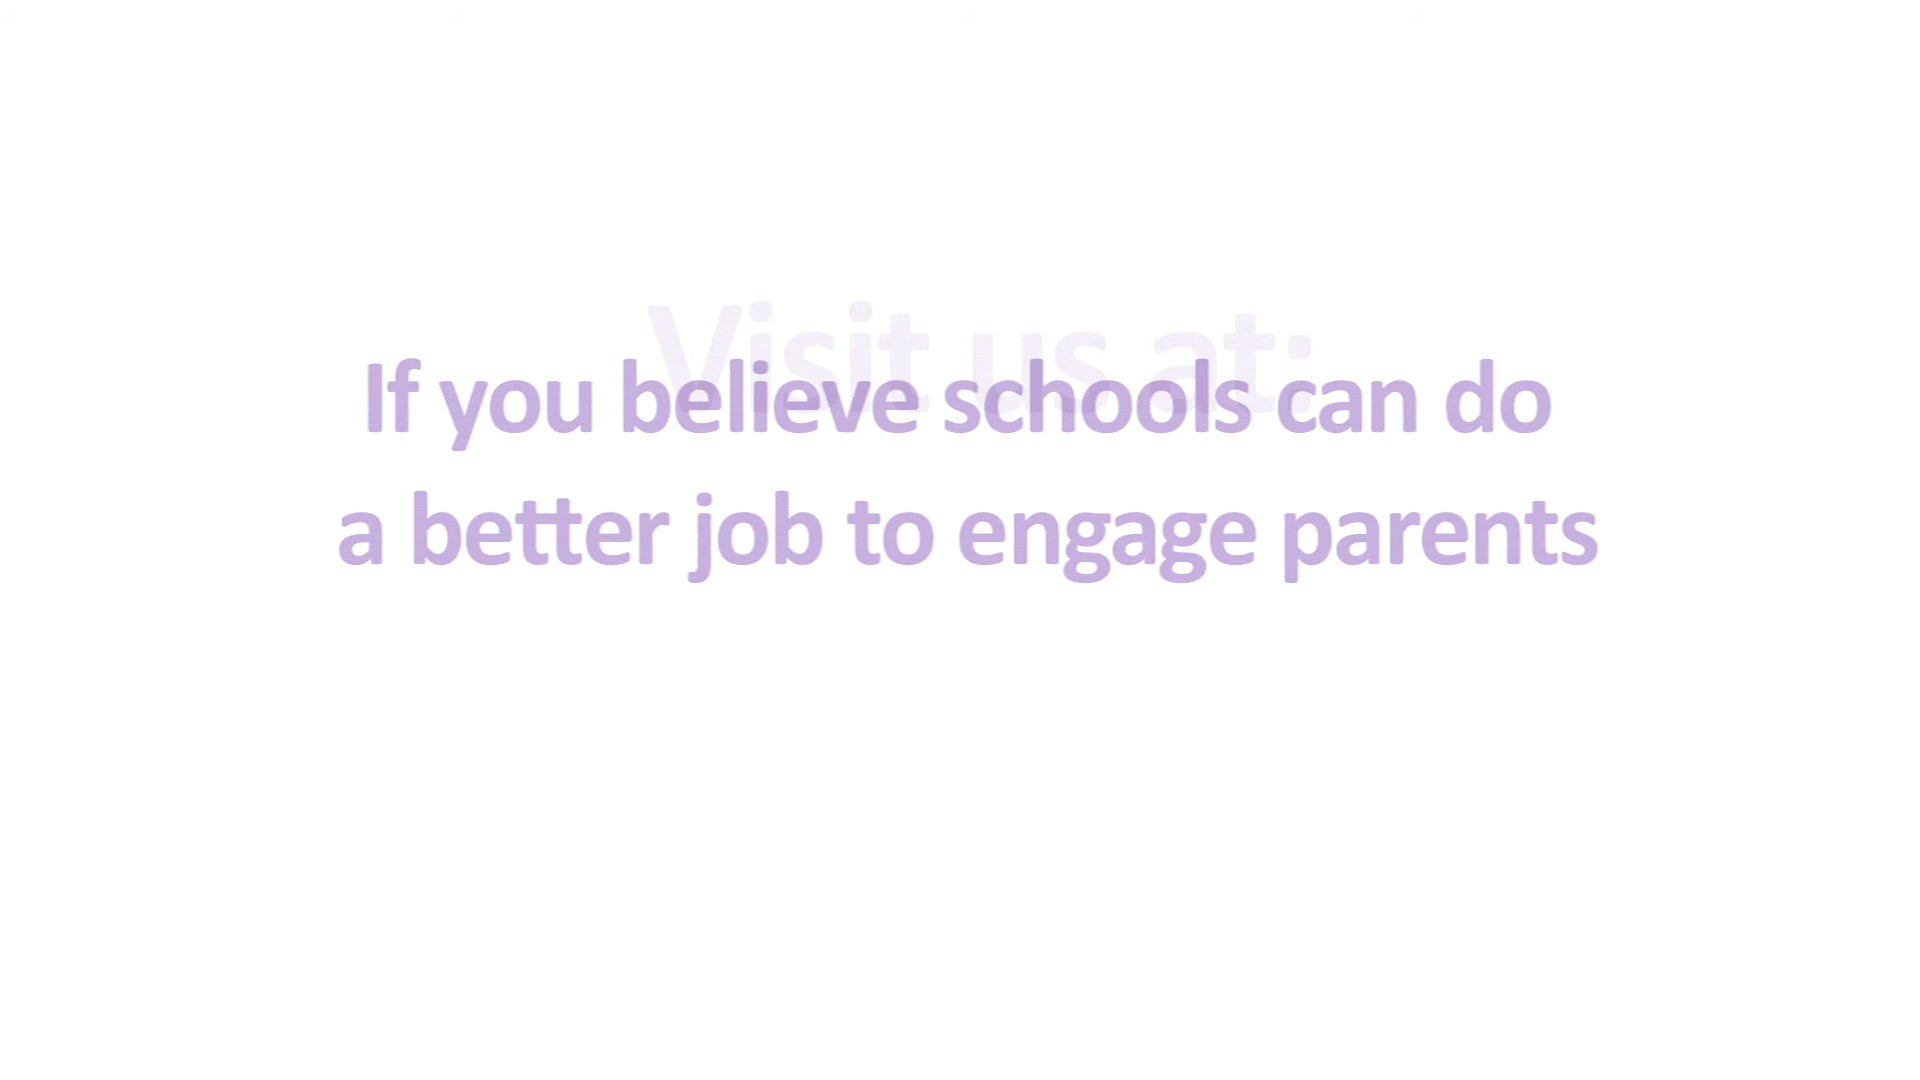 Visit us at:
If you believe schools can do
a better job to engage parents